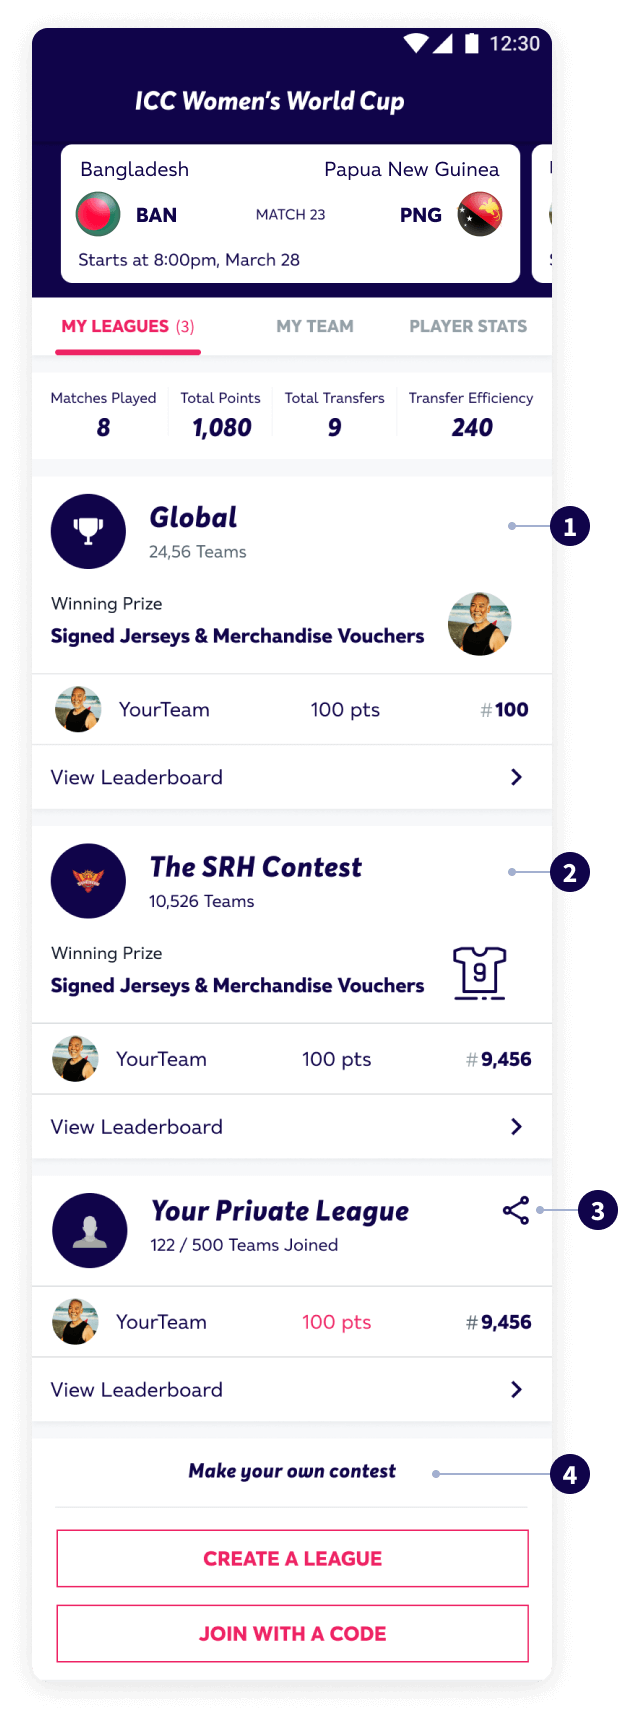 12:30
ICC Women's World Cup
Bangladesh Papua New Guinea
BAN MATCH 23 PNG
Starts at 8:00pm, March 28
MY LEAGUES (3) MY TEAM PLAYER STATS
Matches Played Total Points Total Transfers Transfer Efficiency
8 1,080 9 240
Global
1
24,56 Teams
Winning Prize
Signed Jerseys & Merchandise Vouchers
YourTeam 100 pts #100
View Leaderboard
The SRH Contest
2
10,526 Teams
Winning Prize
Signed Jerseys & Merchandise Vouchers
9
YourTeam 100 pts #9,456
View Leaderboard
Your Private League
3
122 / 500 Teams Joined
YourTeam 100 pts #9,456
View Leaderboard
Make your own contest
4
CREATE A LEAGUE
JOIN WITH A CODE